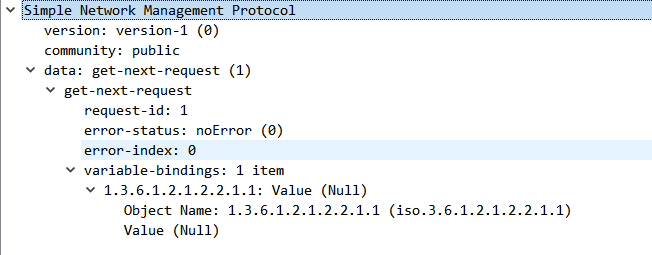 Simple Network Management Protocol
version: version-1 (0)
community: public
data: get-next-request (1)
get-next-request
request-id: 1
error-status: noError (0)
error-index: 0
variable-bindings: 1 item
1.3.6.1.2.1.2.2.1.1: Value (Null)
Object Name: 1.3.6.1.2.1.2.2.1.1 (iso.3.6.1.2.1.2.2.1.1)
Value (Null)